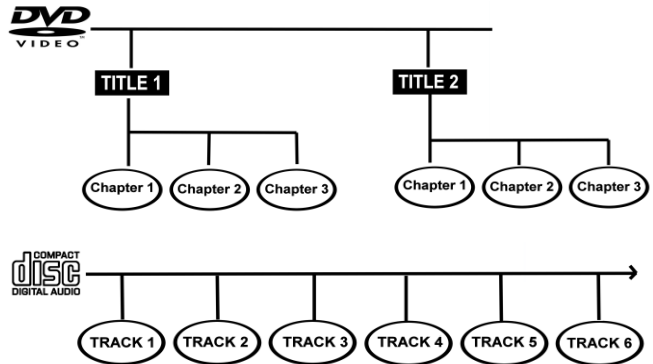 DVD
VIDEO™
TITLE 1 TITLE 2
Chapter 1 Chapter 2 Chapter 3 Chapter 1 Chapter 2 Chapter 3
COMPACT
disc
DIGITAL AUDIO
TRACK 1 TRACK 2 TRACK 3 TRACK 4 TRACK 5 TRACK 6